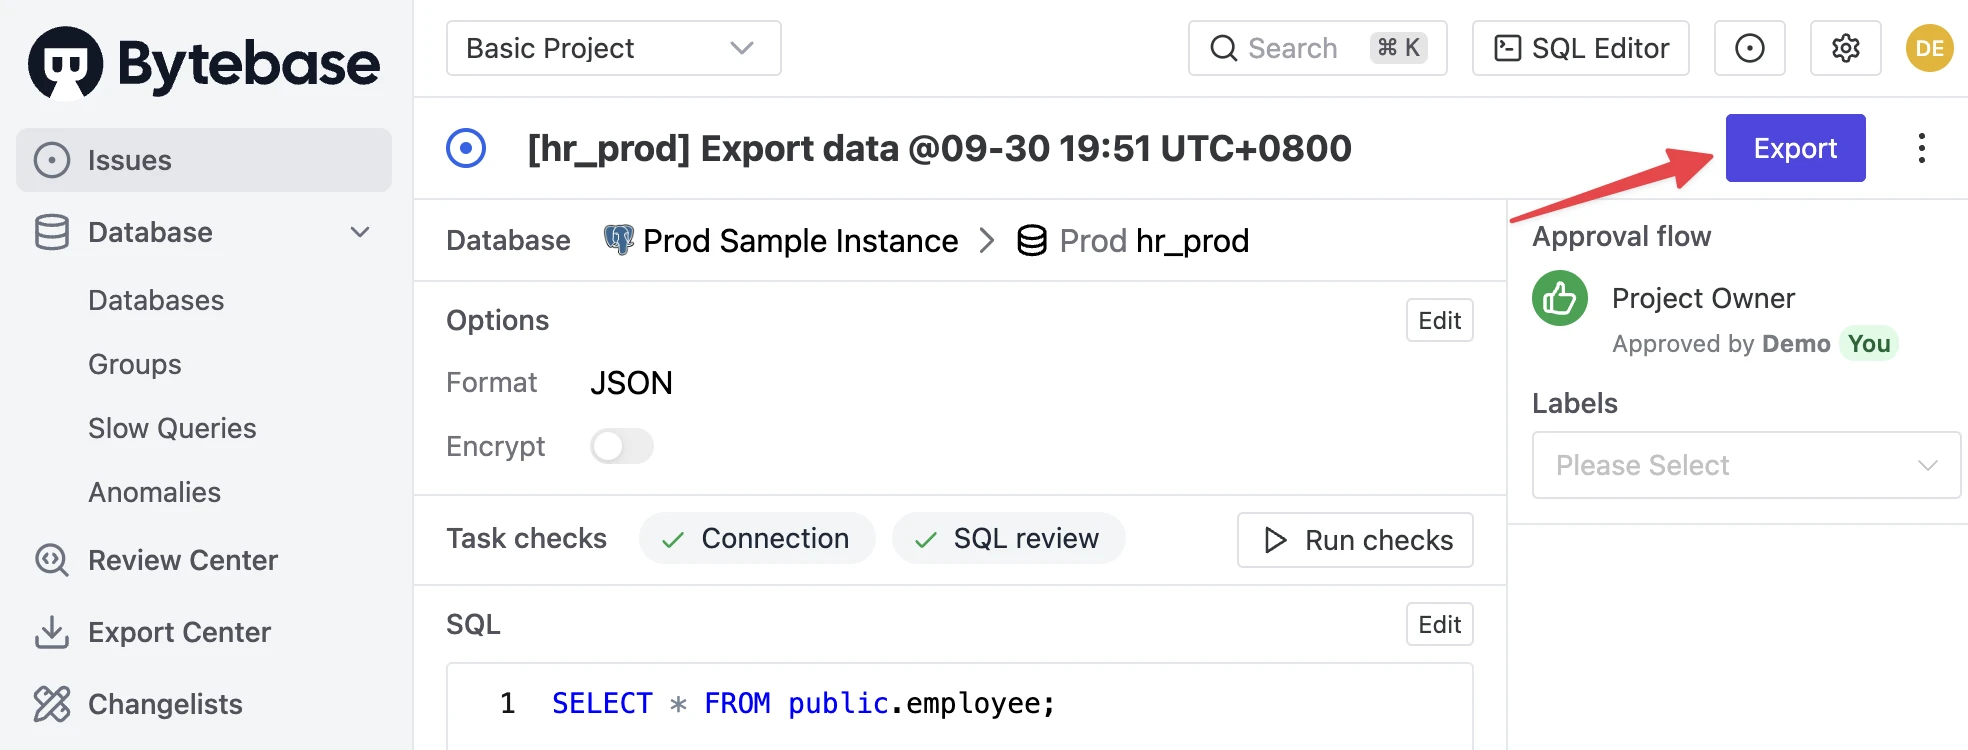 Bytebase
Basic Project
Search ⌘ K
SQL Editor
DE
Issues
Database
Databases
Groups
Slow Queries
Anomalies
Review Center
Export Center
Changelists
[hr_prod] Export data @09-30 19:51 UTC+0800
Export
Database Prod Sample Instance > Prod hr_prod
Options
Edit
Format JSON
Encrypt
Task checks Connection SQL review Run checks
SQL
Edit
1 SELECT * FROM public.employee;
Approval flow
Project Owner
Approved by Demo You
Labels
Please Select